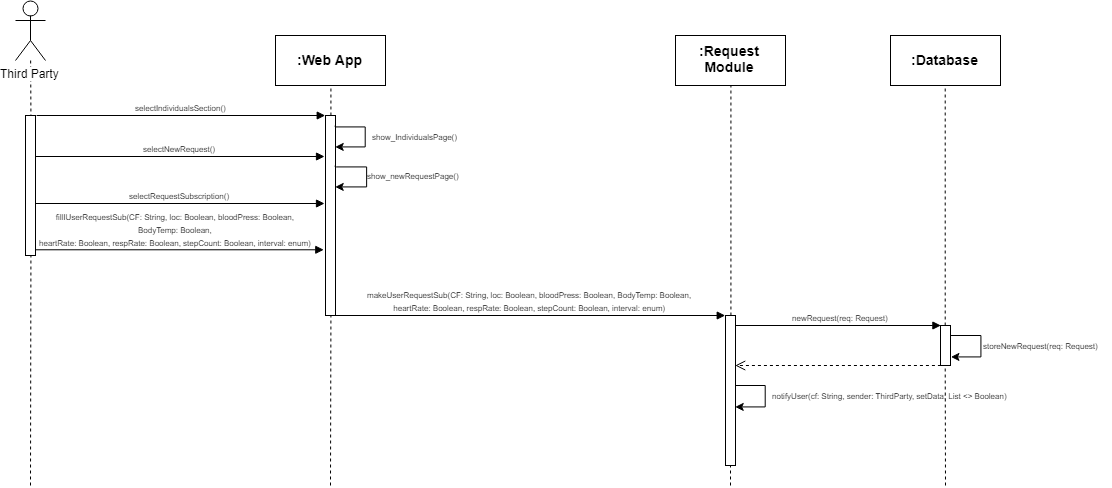 Third Party
:Web App
:Request
Module
:Database
selectIndividualsSection()
show_IndividualsPage()
selectNewRequest()
show_newRequestPage()
selectRequestSubscription()
fillIUserRequestSub(CF: String, loc: Boolean, bloodPress: Boolean,
BodyTemp: Boolean,
heartRate: Boolean, respRate: Boolean, stepCount: Boolean, interval: enum)
makeUserRequestSub(CF: String, loc: Boolean, bloodPress: Boolean, BodyTemp: Boolean,
heartRate: Boolean, respRate: Boolean, stepCount: Boolean, interval: enum)
newRequest(req: Request)
storeNewRequest(req: Request)
notifyUser(cf: String, sender: ThirdParty, setData: List <> Boolean)